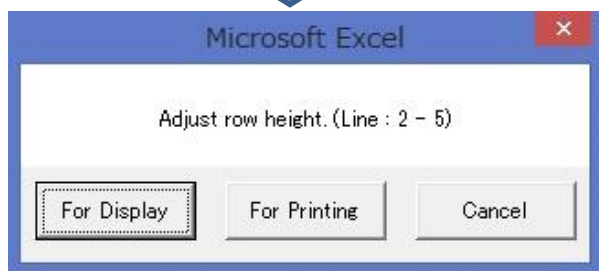 Microsoft Excel
Adjust row height.(Line : 2 - 5)
For Display
For Printing
Cancel